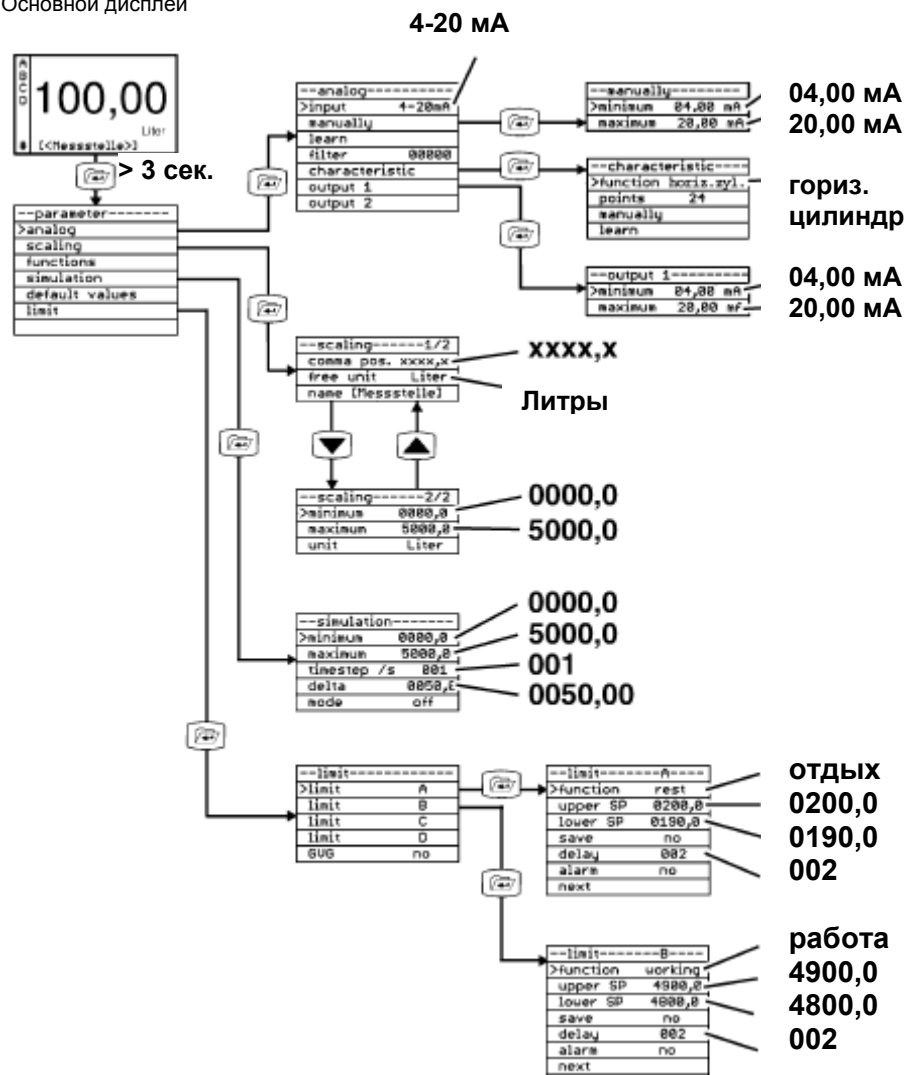 Основной дисплей
4-20 мА
A
B
C
D
100,00
Liter
[<Messstelle>]
> 3 сек.
--parameter-------
>analog
scaling
functions
simulation
default values
limit
--analog----------
>input 4-20mA
manually
learn
filter 00000
characteristic
output 1
output 2
--manually--------
>minimum 04,00 mA
maximum 20,00 mA
04,00 мА
20,00 мА
--characteristic----
>function horiz.zyl.
points 24
manually
learn
гориз.
цилиндр
--output 1---------
>minimum 04,00 mA
maximum 20,00 mA
04,00 мА
20,00 мА
--scaling------1/2
comma pos. xxxx,x
free unit Liter
name [Messstelle]
xxxx,x
Литры
--scaling------2/2
>minimum 0000,0
maximum 5000,0
unit Liter
0000,0
5000,0
--simulation-------
>minimum 0000,0
maximum 5000,0
timestep /s 001
delta 0050,0
mode off
0000,0
5000,0
001
0050,00
--limit------------
>limit A
limit B
limit C
limit D
GVG no
--limit-------A----
>function rest
upper SP 0200,0
lower SP 0190,0
save no
delay 002
alarm no
next
отдых
0200,0
0190,0
002
--limit-------B----
>function working
upper SP 4900,0
lower SP 4800,0
save no
delay 002
alarm no
next
работа
4900,0
4800,0
002